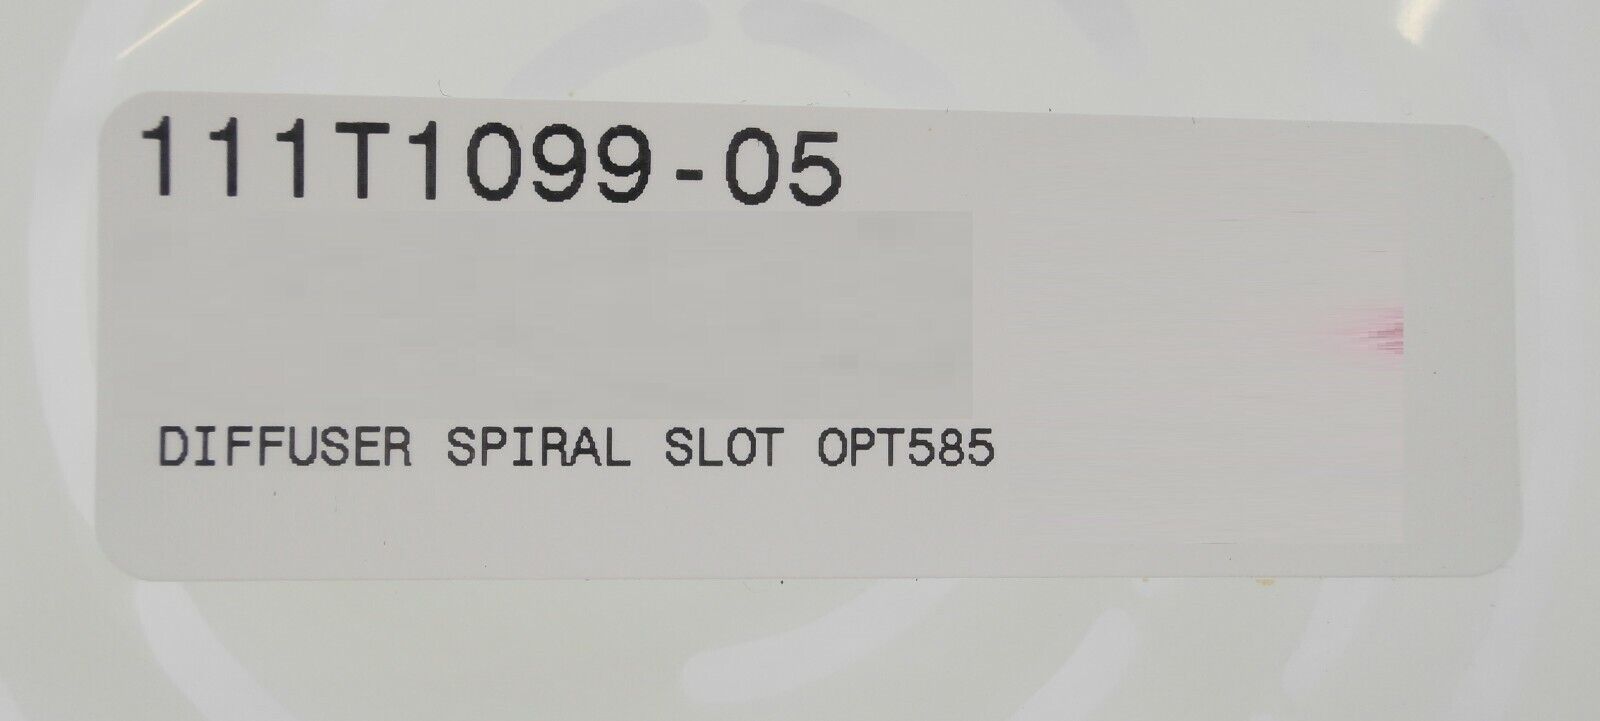 111T1099-05
DIFFUSER SPIRAL SLOT OPT585